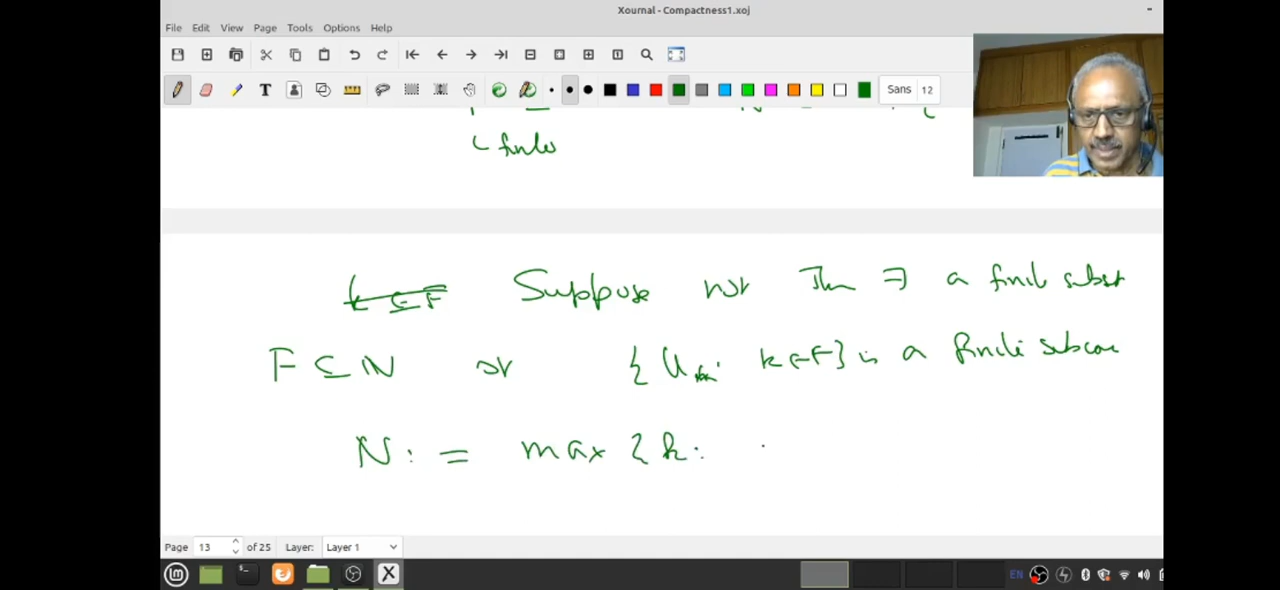 Xournal - Compactness1.xoj
File Edit View Page Tools Options Help
Sans 12
finite
k ⊆ F Suppose not Then ∃ a finite subset
F ⊆ N st { U k : k ∈ F } is a finite subcover
N : = max { k :
Page 13 of 25 Layer: Layer 1
EN